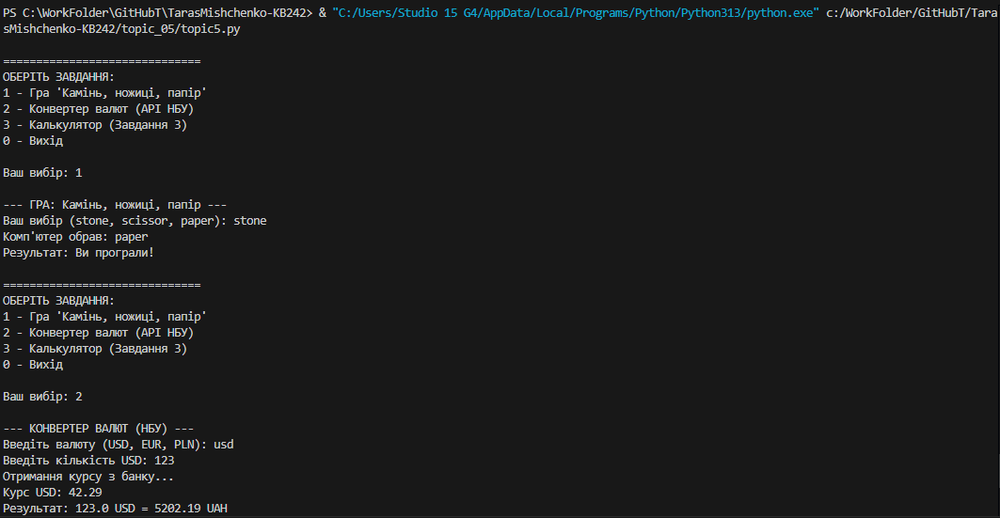 PS C:\WorkFolder\GitHubT\TarasMishchenko-KB242> & "C:/Users/Studio 15 G4/AppData/Local/Programs/Python/Python313/python.exe" c:/WorkFolder/GitHubT/Tara
sMishchenko-KB242/topic_05/topic5.py
==============================
ОБЕРІТЬ ЗАВДАННЯ:
1 - Гра 'Камінь, ножиці, папір'
2 - Конвертер валют (API НБУ)
3 - Калькулятор (Завдання 3)
0 - Вихід
Ваш вибір: 1
--- ГРА: Камінь, ножиці, папір ---
Ваш вибір (stone, scissor, paper): stone
Комп'ютер обрав: paper
Результат: Ви програли!
==============================
ОБЕРІТЬ ЗАВДАННЯ:
1 - Гра 'Камінь, ножиці, папір'
2 - Конвертер валют (API НБУ)
3 - Калькулятор (Завдання 3)
0 - Вихід
Ваш вибір: 2
--- КОНВЕРТЕР ВАЛЮТ (НБУ) ---
Введіть валюту (USD, EUR, PLN): usd
Введіть кількість USD: 123
Отримання курсу з банку...
Курс USD: 42.29
Результат: 123.0 USD = 5202.19 UAH